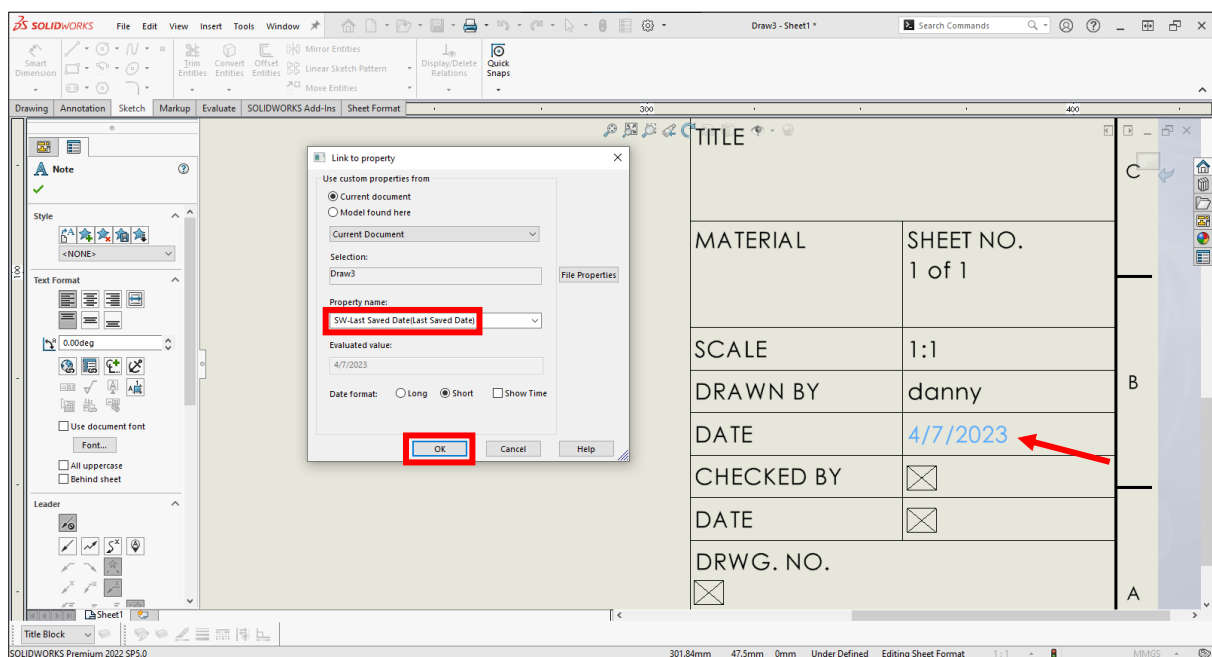 SOLIDWORKS File Edit View Insert Tools Window Draw3 - Sheet1 * Search Commands
Smart Dimension Trim Entities Convert Entities Offset Entities Mirror Entities Linear Sketch Pattern Move Entities Display/Delete Relations Quick Snaps
Drawing Annotation Sketch Markup Evaluate SOLIDWORKS Add-Ins Sheet Format 300 400
Note
Style
<NONE>
Text Format
0.00deg
Use document font
Font...
All uppercase
Behind sheet
Leader
Link to property
Use custom properties from
Current document
Model found here
Current Document
Selection:
Draw3
File Properties
Property name:
SW-Last Saved Date(Last Saved Date)
Evaluated value:
4/7/2023
Date format: Long Short Show Time
OK Cancel Help
TITLE
C
MATERIAL SHEET NO.
1 of 1
SCALE 1:1
DRAWN BY danny
B
DATE 4/7/2023
CHECKED BY
DATE
DRWG. NO.
A
Sheet1
Title Block
SOLIDWORKS Premium 2022 SP5.0 301.84mm 47.5mm 0mm Under Defined Editing Sheet Format 1:1 MMGS